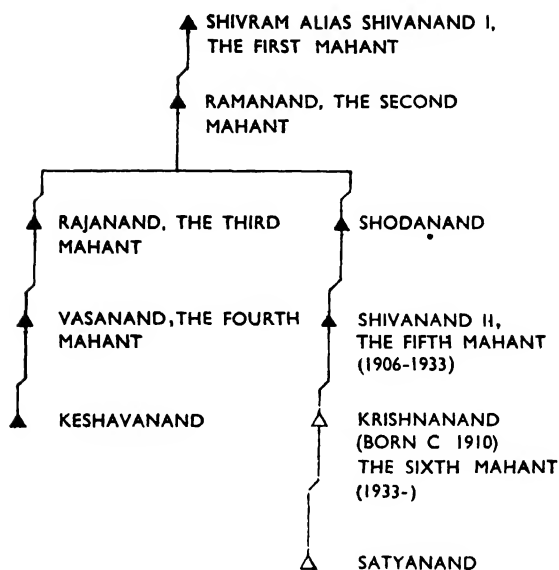 SHIVRAM ALIAS SHIVANAND I,
THE FIRST MAHANT
RAMANAND, THE SECOND
MAHANT
RAJANAND, THE THIRD
MAHANT
SHODANAND
VASANAND, THE FOURTH
MAHANT
SHIVANAND II,
THE FIFTH MAHANT
(1906-1933)
KESHAVANAND
KRISHNANAND
(BORN C 1910)
THE SIXTH MAHANT
(1933-)
SATYANAND